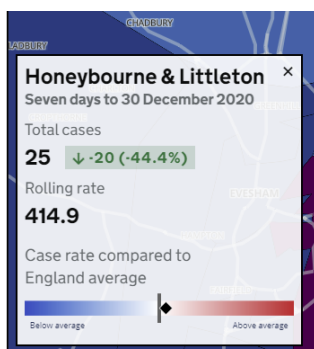 CHADBURY
LADBURY
Honeybourne & Littleton ×
Seven days to 30 December 2020
Total cases
25 ↓ -20 (-44.4%)
Rolling rate
414.9
EVESHAM
Case rate compared to
England average
Below average Above average